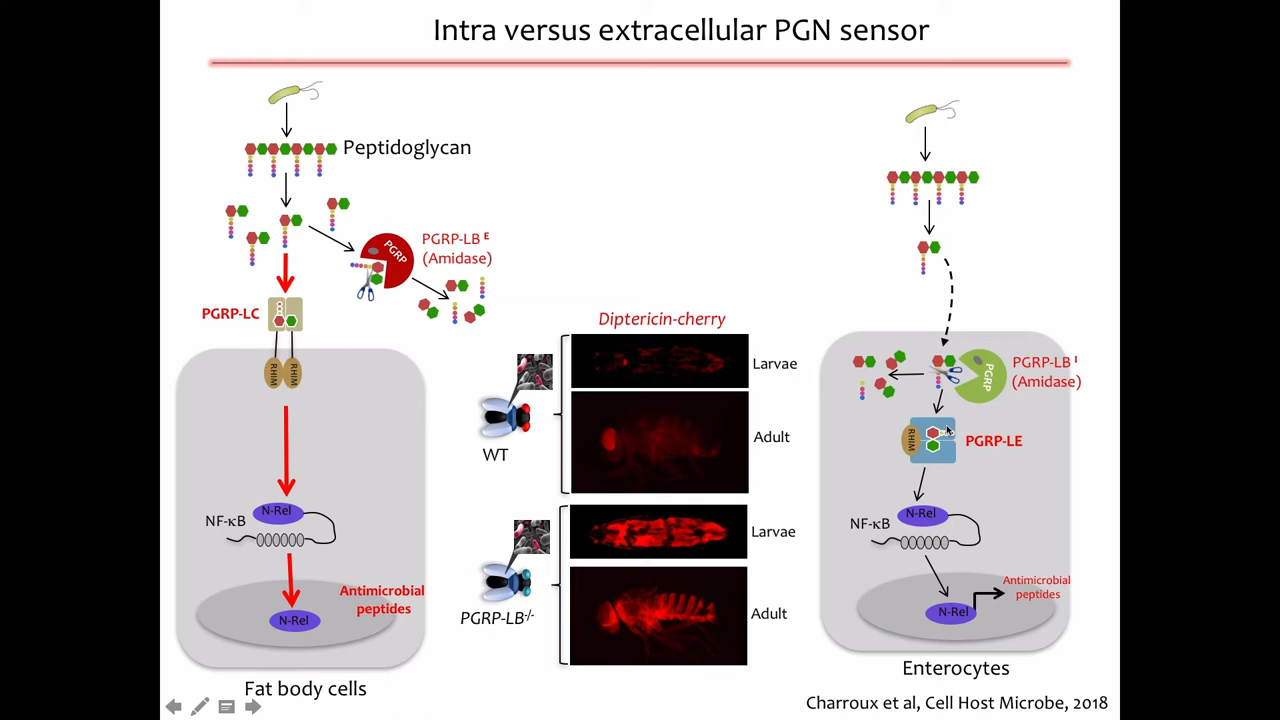 Intra versus extracellular PGN sensor
Peptidoglycan
PGRP
PGRP-LB E
(Amidase)
PGRP-LC
RHIM
RHIM
NF-κB
N-Rel
Antimicrobial
peptides
N-Rel
Fat body cells
Diptericin-cherry
WT
Larvae
Adult
PGRP-LB-/-
Larvae
Adult
PGRP
PGRP-LB I
(Amidase)
RHIM
PGRP-LE
NF-κB
N-Rel
Antimicrobial
peptides
N-Rel
Enterocytes
Charroux et al, Cell Host Microbe, 2018